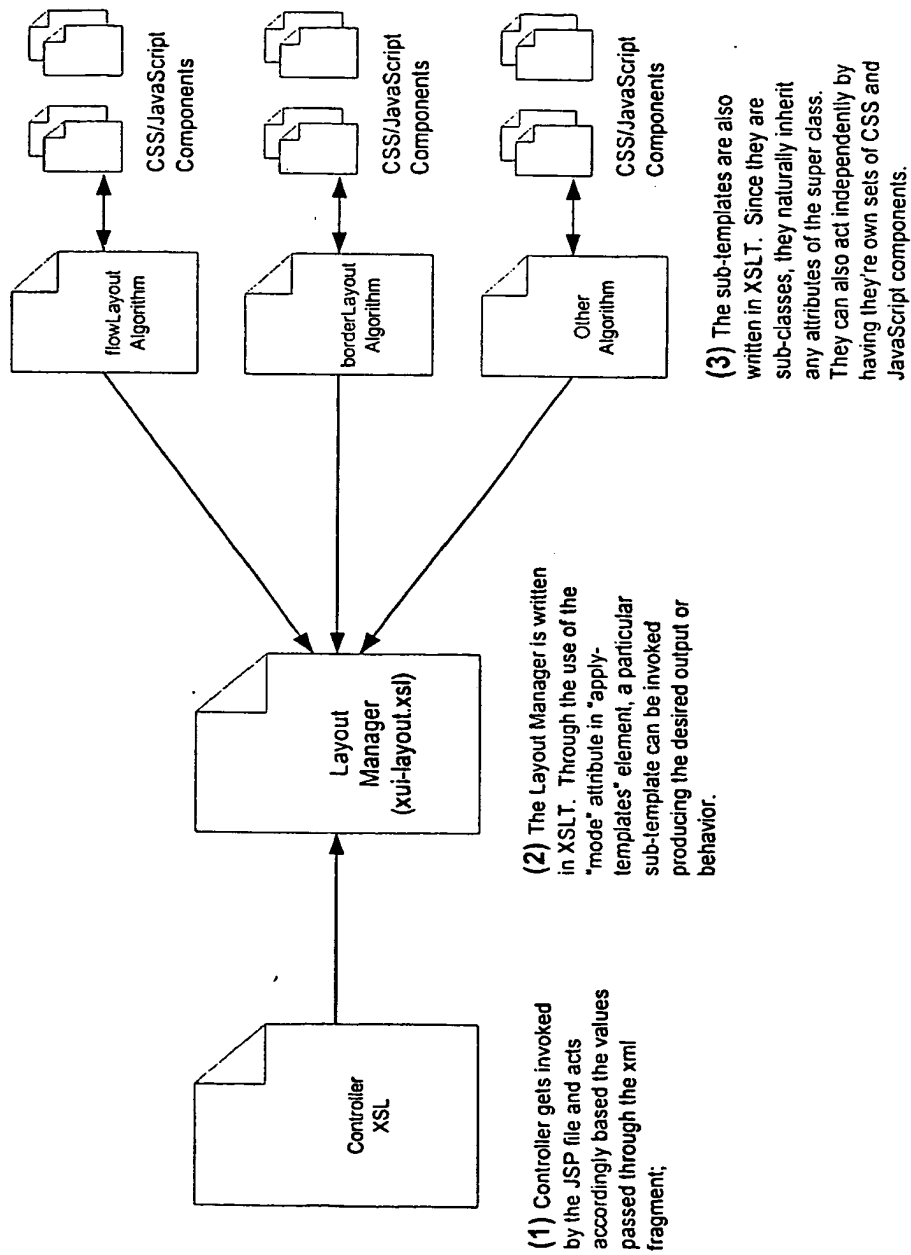 Controller
XSL
(1) Controller gets invoked
by the JSP file and acts
accordingly based the values
passed through the xml
fragment;
Layout
Manager
(xui-layout.xsl)
(2) The Layout Manager is written
in XSLT. Through the use of the
"mode" attribute in "apply-
templates" element, a particular
sub-template can be invoked
producing the desired output or
behavior.
flowLayout
Algorithm
CSS/JavaScript
Components
borderLayout
Algorithm
CSS/JavaScript
Components
Other
Algorithm
CSS/JavaScript
Components
(3) The sub-templates are also
written in XSLT. Since they are
sub-classes, they naturally inherit
any attributes of the super class.
They can also act independently by
having they're own sets of CSS and
JavaScript components.